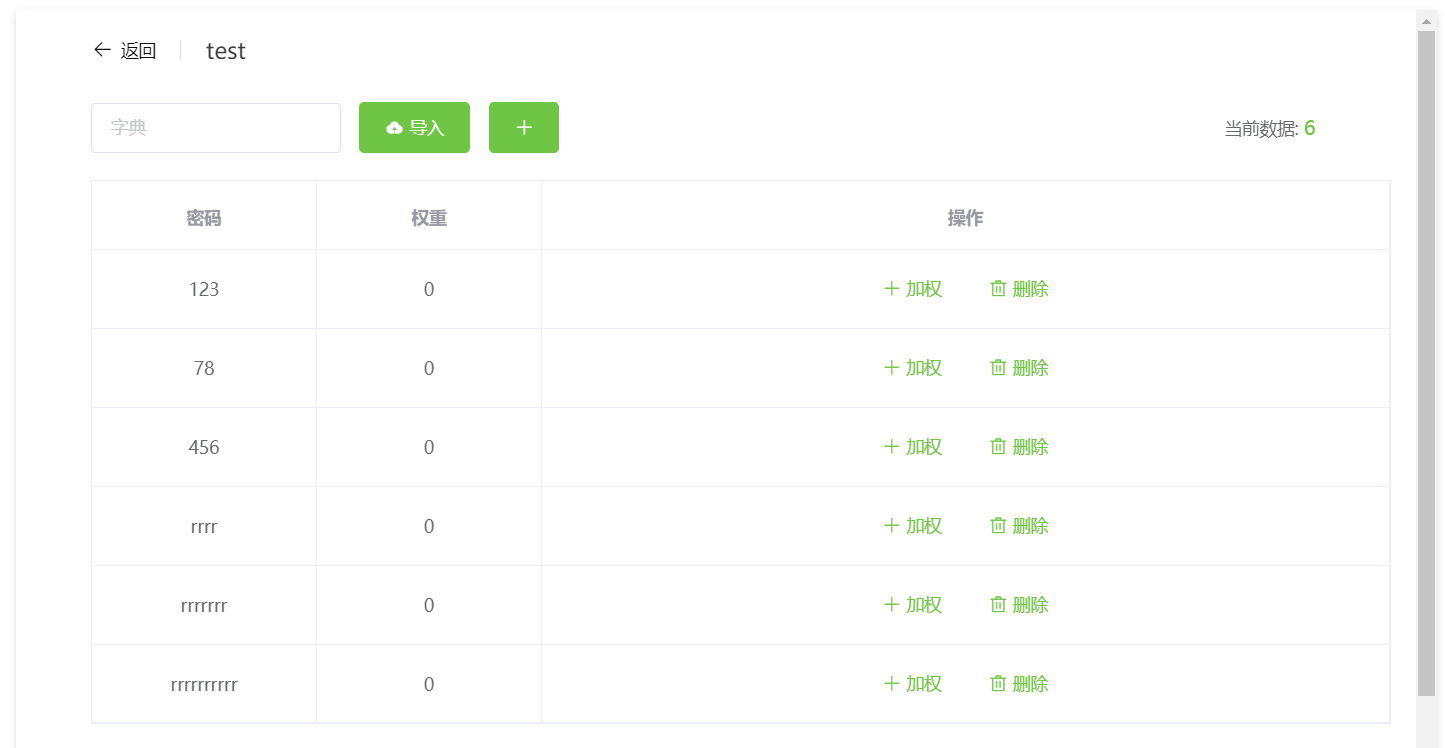 返回 test
字典 导入 当前数据: 6
密码 权重 操作
123 0 加权 删除
78 0 加权 删除
456 0 加权 删除
rrrr 0 加权 删除
rrrrrrr 0 加权 删除
rrrrrrrrrr 0 加权 删除